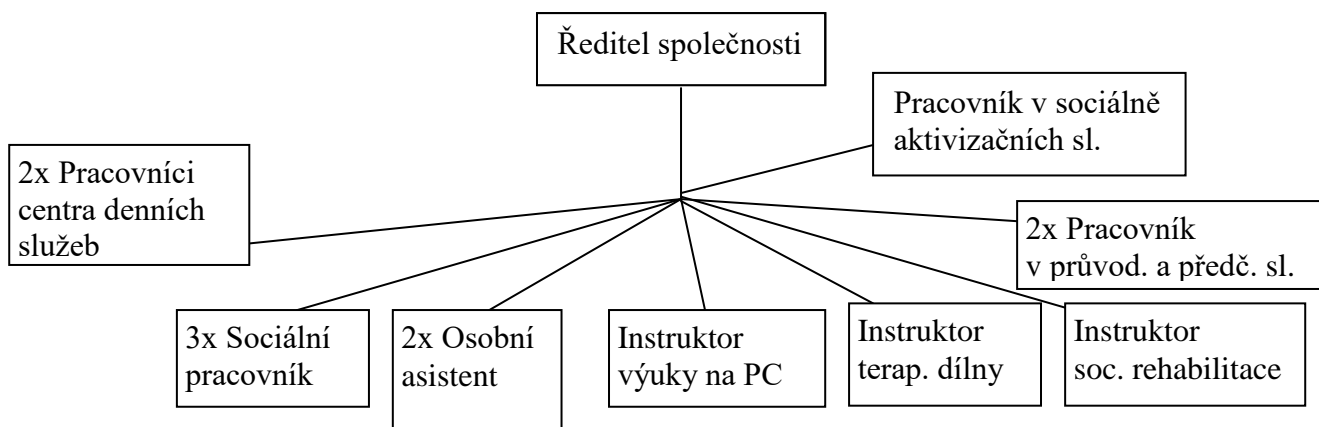 Ředitel společnosti
Pracovník v sociálně
aktivizačních sl.
2x Pracovníci
centra denních
služeb
2x Pracovník
v průvod. a předč. sl.
3x Sociální
pracovník
2x Osobní
asistent
Instruktor
výuky na PC
Instruktor
terap. dílny
Instruktor
soc. rehabilitace